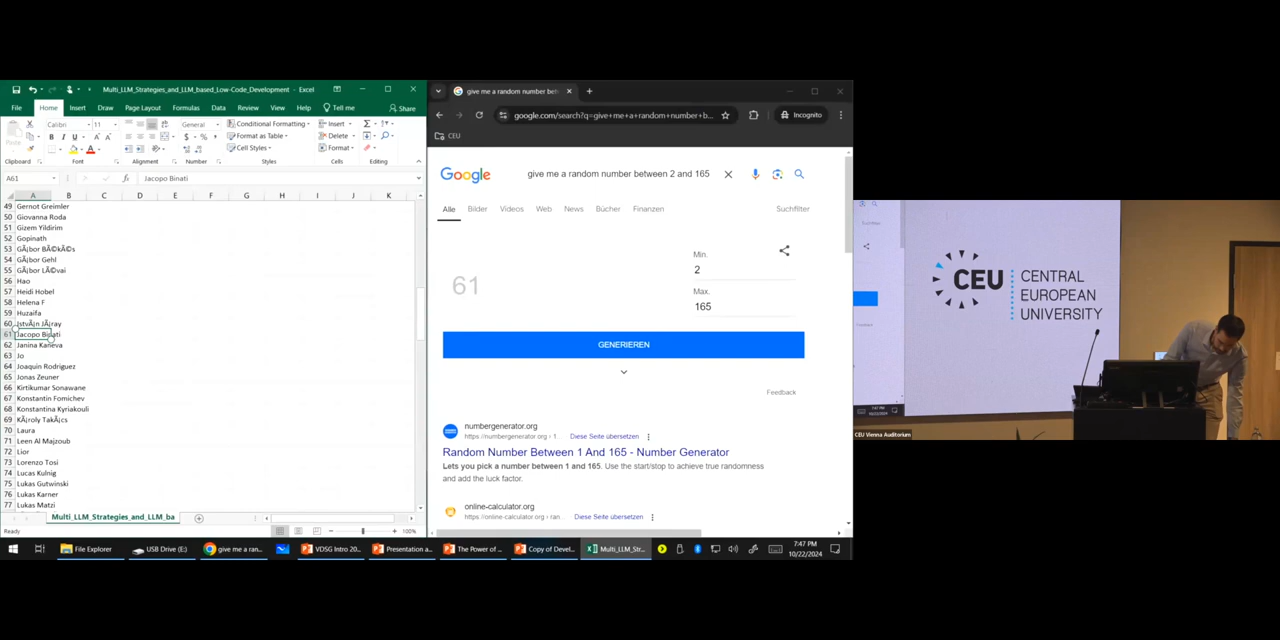 Multi_LLM_Strategies_and_LLM_based_Low-Code_Development - Excel
File Home Insert Draw Page Layout Formulas Data Review View Help Tell me Share
Calibri 11 General Conditional Formatting Insert
Paste B I U Format as Table Delete
Cell Styles Format
Clipboard Font Alignment Number Styles Cells Editing
A61 fx Jacopo Binati
A B C D E F G H I J K
49 Gernot Greimler
50 Giovanna Roda
51 Gizem Yildirim
52 Gopinath
53 GÃ¡bor BÃ©kÃ©s
54 GÃ¡bor Gehl
55 GÃ¡bor LÃ©vai
56 Hao
57 Heidi Hobel
58 Helena F
59 Huzaifa
60 IstvÃ¡n JÃ¡ray
61 Jacopo Binati
62 Janina Kaneva
63 Jo
64 Joaquin Rodriguez
65 Jonas Zeuner
66 Kirtikumar Sonawane
67 Konstantin Fomichev
68 Konstantina Kyriakouli
69 KÃ¡roly TakÃ¡cs
70 Laura
71 Leen Al Majzoub
72 Lior
73 Lorenzo Tosi
74 Lucas Kulnig
75 Lukas Gutwinski
76 Lukas Karner
77 Lukas Matzi
Multi_LLM_Strategies_and_LLM_ba
Ready 100%
give me a random number bet
google.com/search?q=give+me+a+random+number+b... Incognito
CEU
Google give me a random number between 2 and 165
Alle Bilder Videos Web News Bücher Finanzen Suchfilter
Min.
2
61
Max.
165
GENERIEREN
Feedback
numbergenerator.org
https://numbergenerator.org › 1... Diese Seite übersetzen
Random Number Between 1 And 165 - Number Generator
Lets you pick a number between 1 and 165. Use the start/stop to achieve true randomness
and add the luck factor.
online-calculator.org
https://online-calculator.org › ran... Diese Seite übersetzen
File Explorer USB Drive (E:) give me a ran... VDSG Intro 20... Presentation a... The Power of ... Copy of Devel... Multi_LLM_Str...
7:47 PM
10/22/2024
CEU CENTRAL
EUROPEAN
UNIVERSITY
CEU Vienna Auditorium